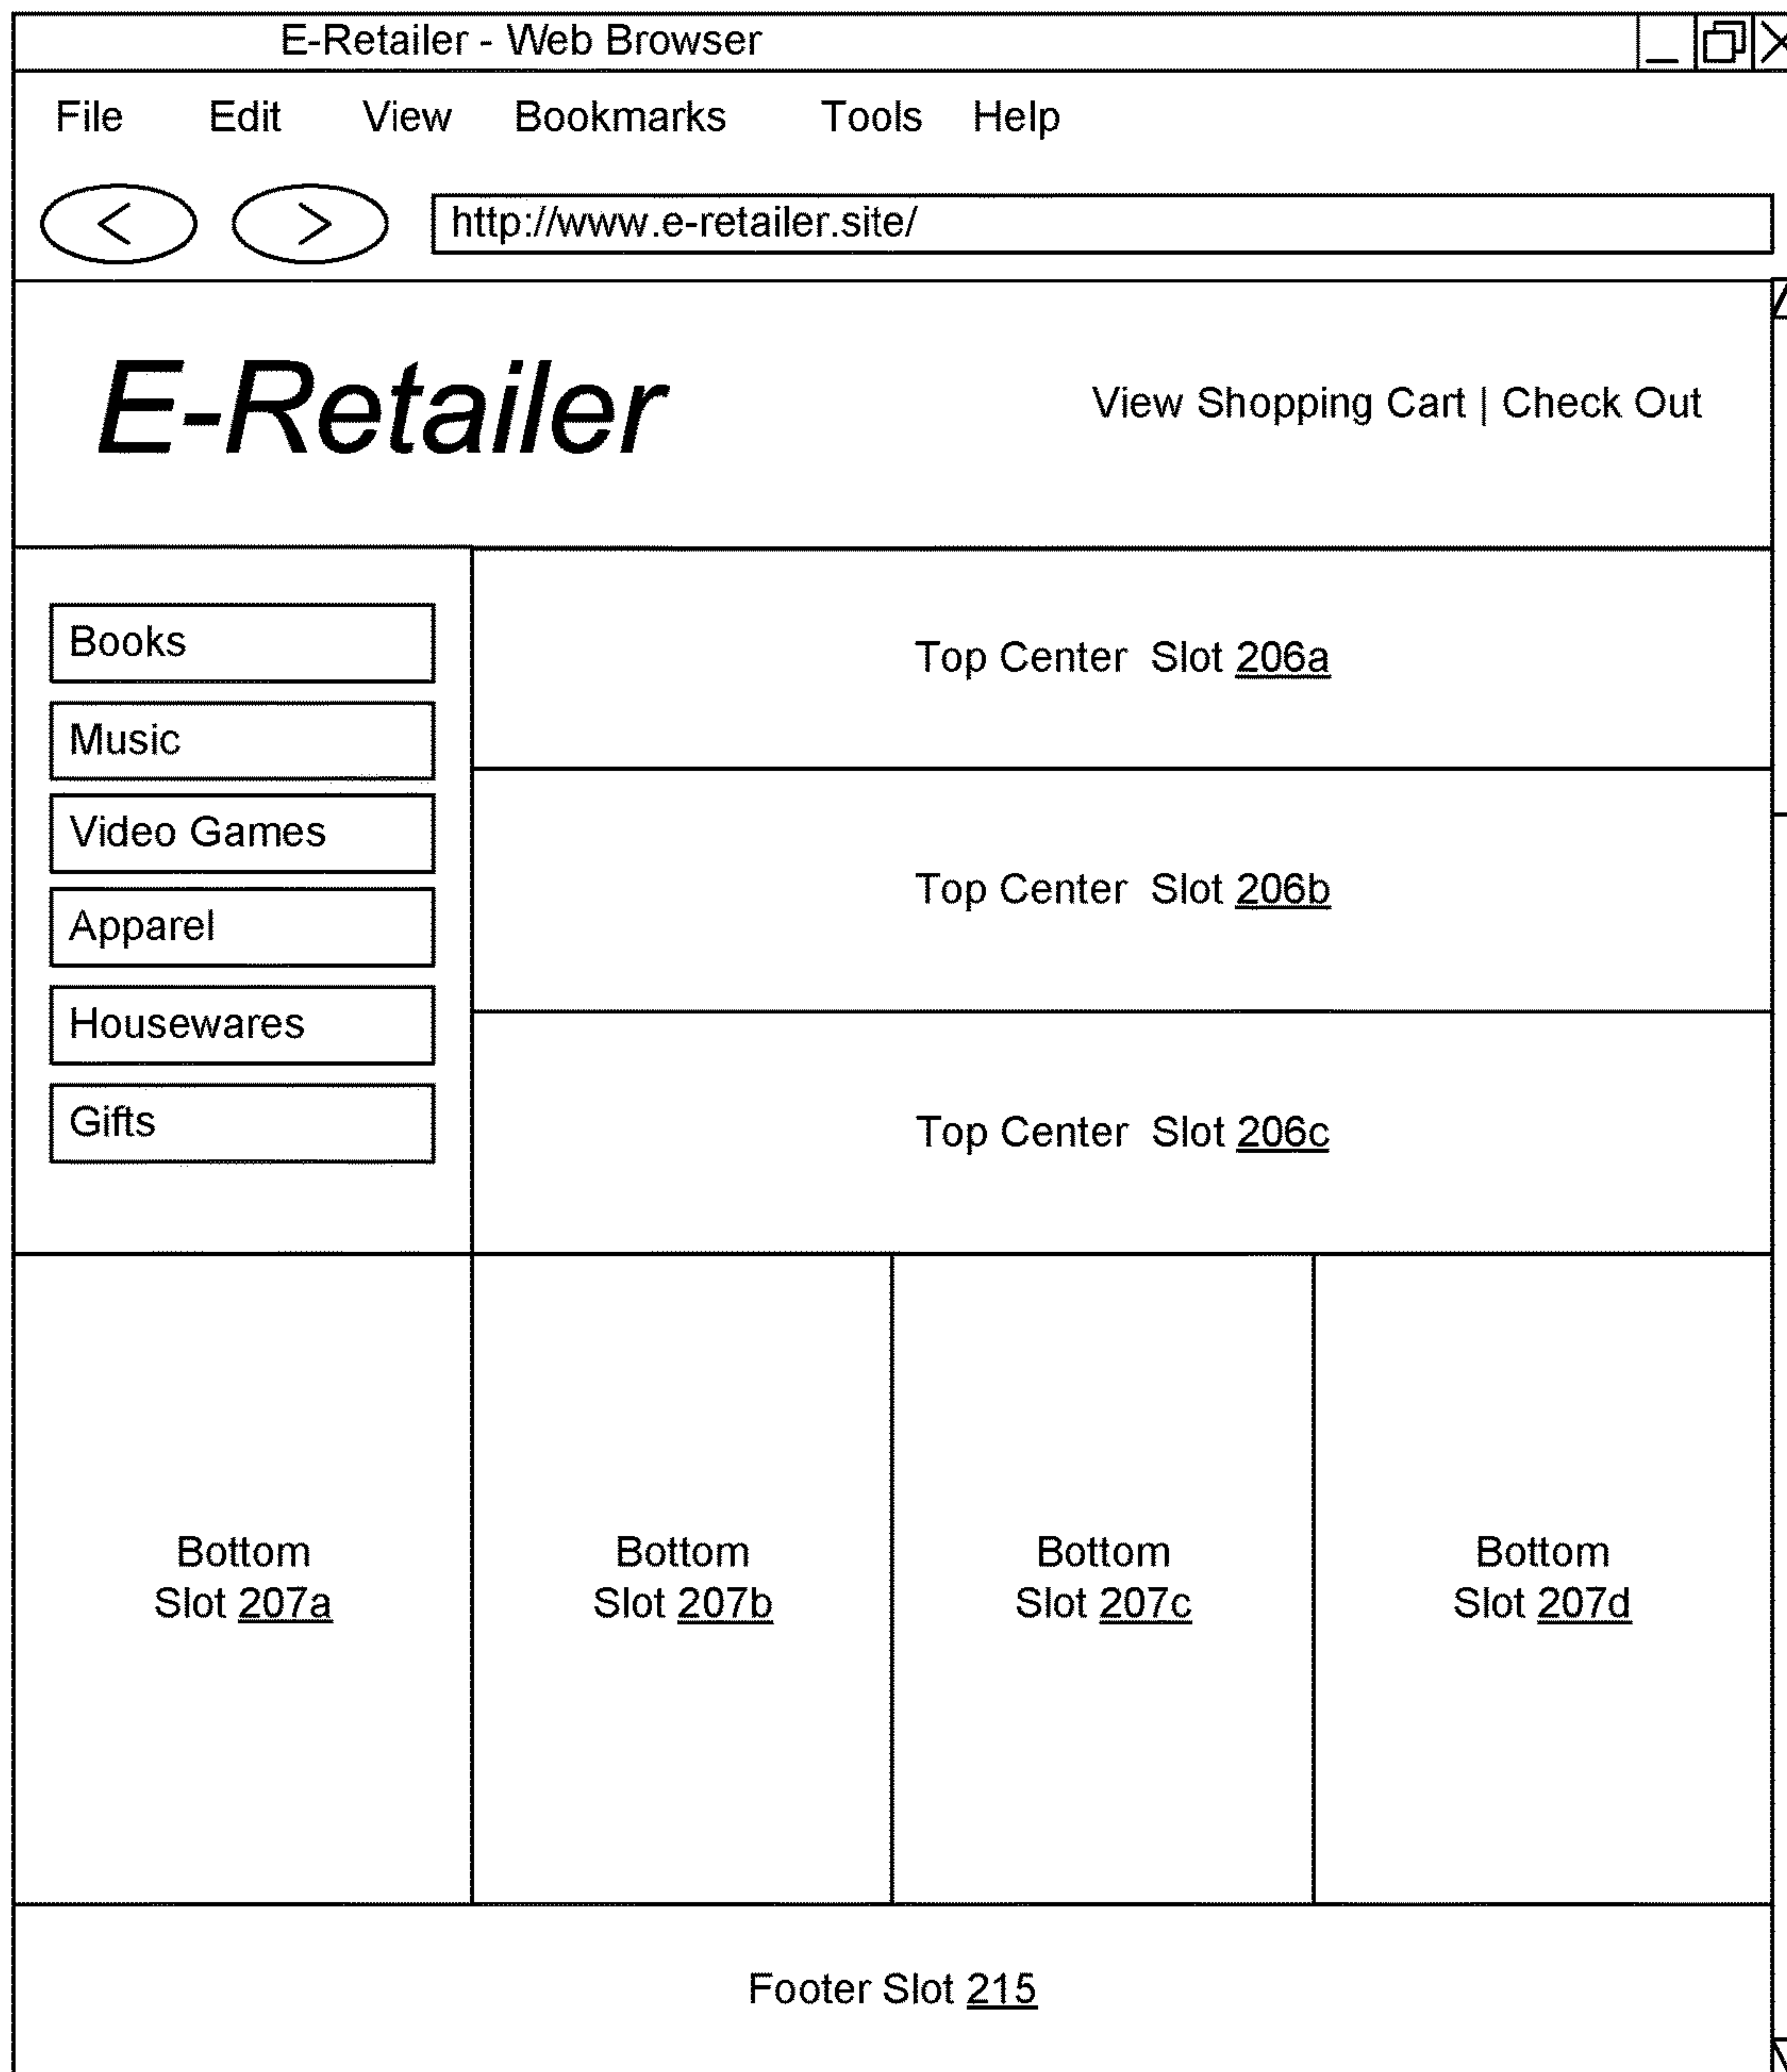 E-Retailer - Web Browser
File Edit View Bookmarks Tools Help
< > http://www.e-retailer.site/
E-Retailer
View Shopping Cart | Check Out
Books
Music
Video Games
Apparel
Housewares
Gifts
Top Center Slot 206a
Top Center Slot 206b
Top Center Slot 206c
Bottom
Slot 207a
Bottom
Slot 207b
Bottom
Slot 207c
Bottom
Slot 207d
Footer Slot 215